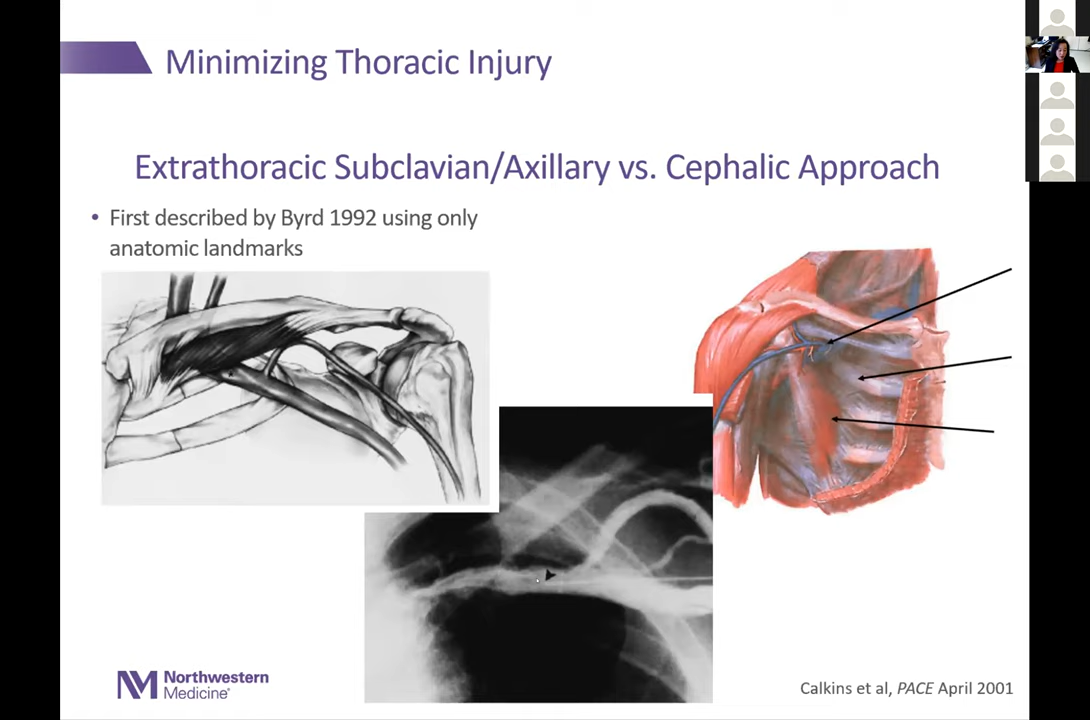 Minimizing Thoracic Injury
Extrathoracic Subclavian/Axillary vs. Cephalic Approach
• First described by Byrd 1992 using only
anatomic landmarks
NM Northwestern
Medicine®
Calkins et al, PACE April 2001